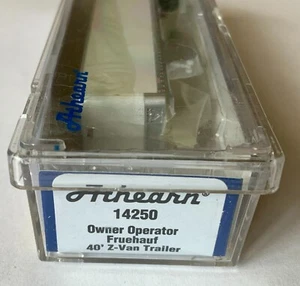 Athearn
Athearn®
14250
Owner Operator
Fruehauf
40' Z-Van Trailer